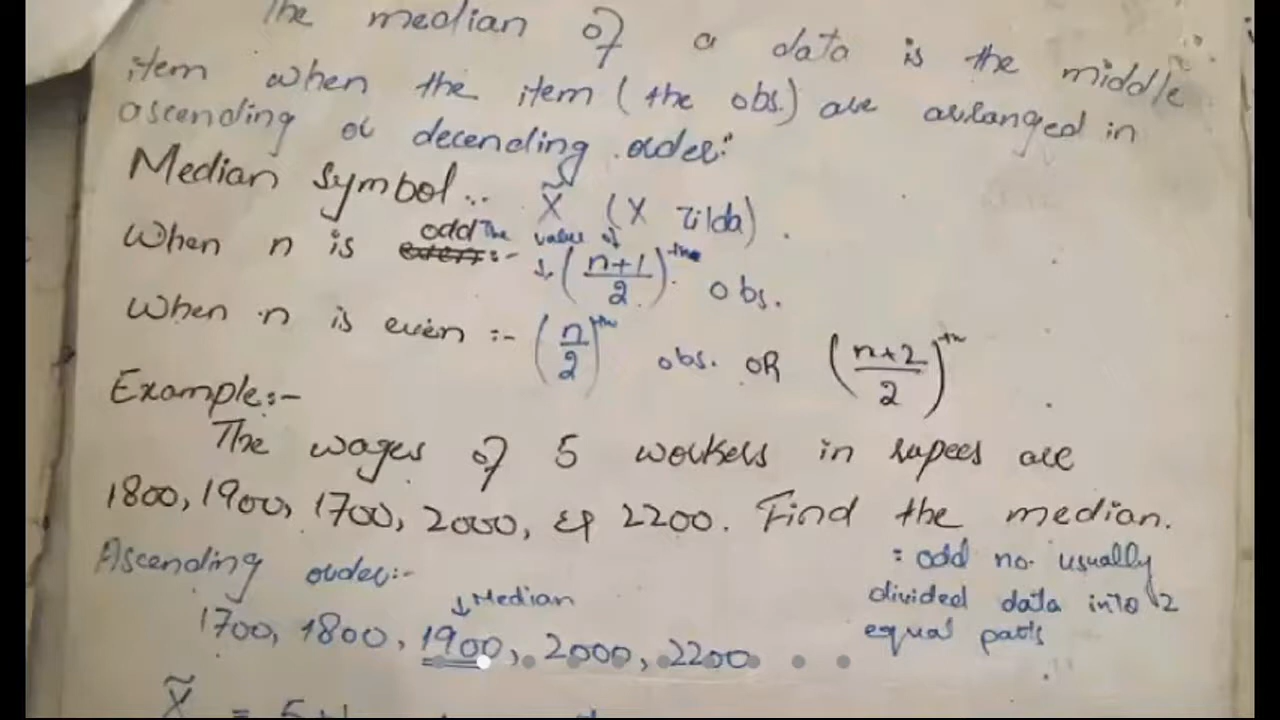 The median of a data is the middle
item when the item (the obs.) are arranged in
ascending or decending order:
Median symbol.. X̃ (X Tilda).
When n is odd The value of (n+1/2)th obs.
When n is even :- (n/2)th obs. OR (n+2/2)th
Example:-
The wages of 5 workers in rupees are
1800, 1900, 1700, 2000, & 2200. Find the median.
Ascending order:-
= odd no. usually
divided data into 2
equal parts
↓ Median
1700, 1800, 1900, 2000, 2200
X̃ =